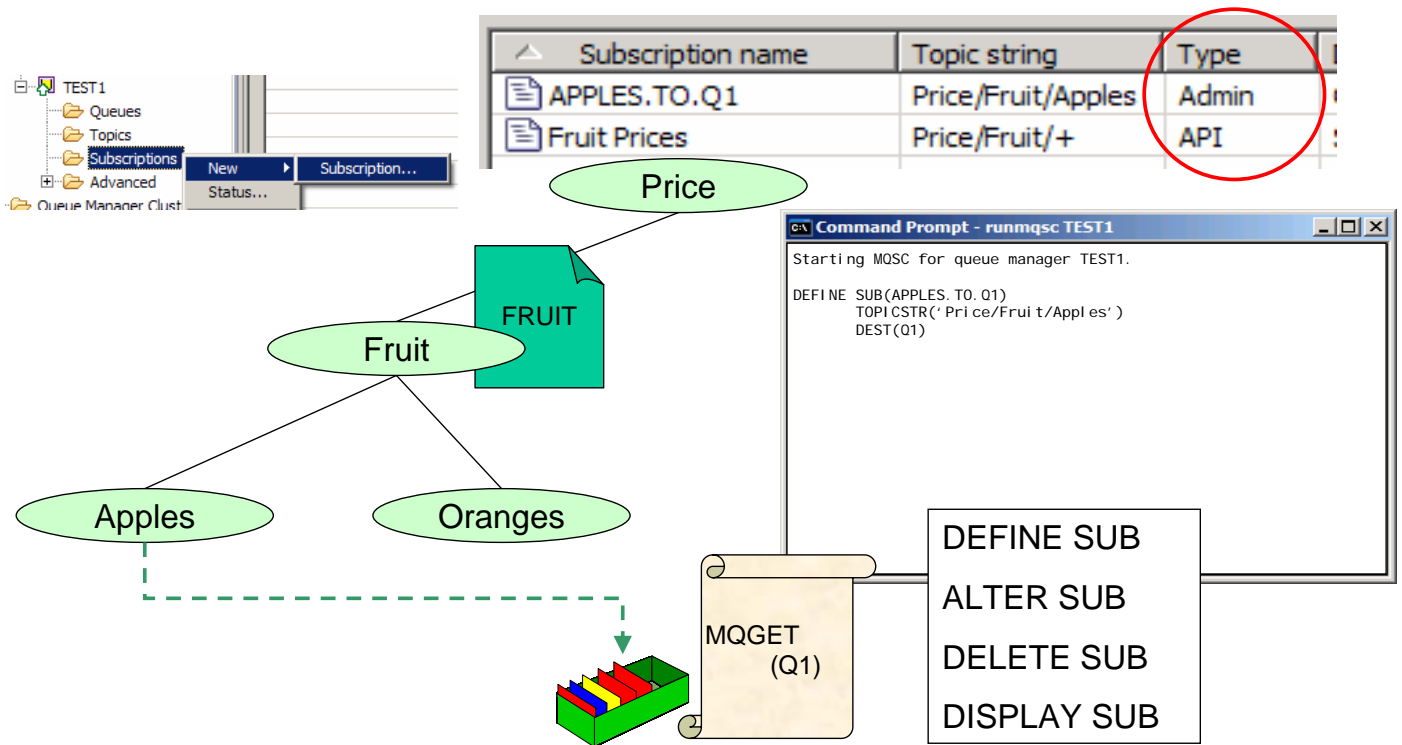 TEST1
Queues
Topics
Subscriptions
Advanced
Queue Manager Clust
New
Subscription...
Status...
Subscription name Topic string Type
APPLES.TO.Q1 Price/Fruit/Apples Admin
Fruit Prices Price/Fruit/+ API
Price
FRUIT
Fruit
Apples
Oranges
Command Prompt - runmqsc TEST1
Starting MQSC for queue manager TEST1.
DEFINE SUB(APPLES.TO.Q1)
TOPICSTR('Price/Fruit/Apples')
DEST(Q1)
MQGET
(Q1)
DEFINE SUB
ALTER SUB
DELETE SUB
DISPLAY SUB